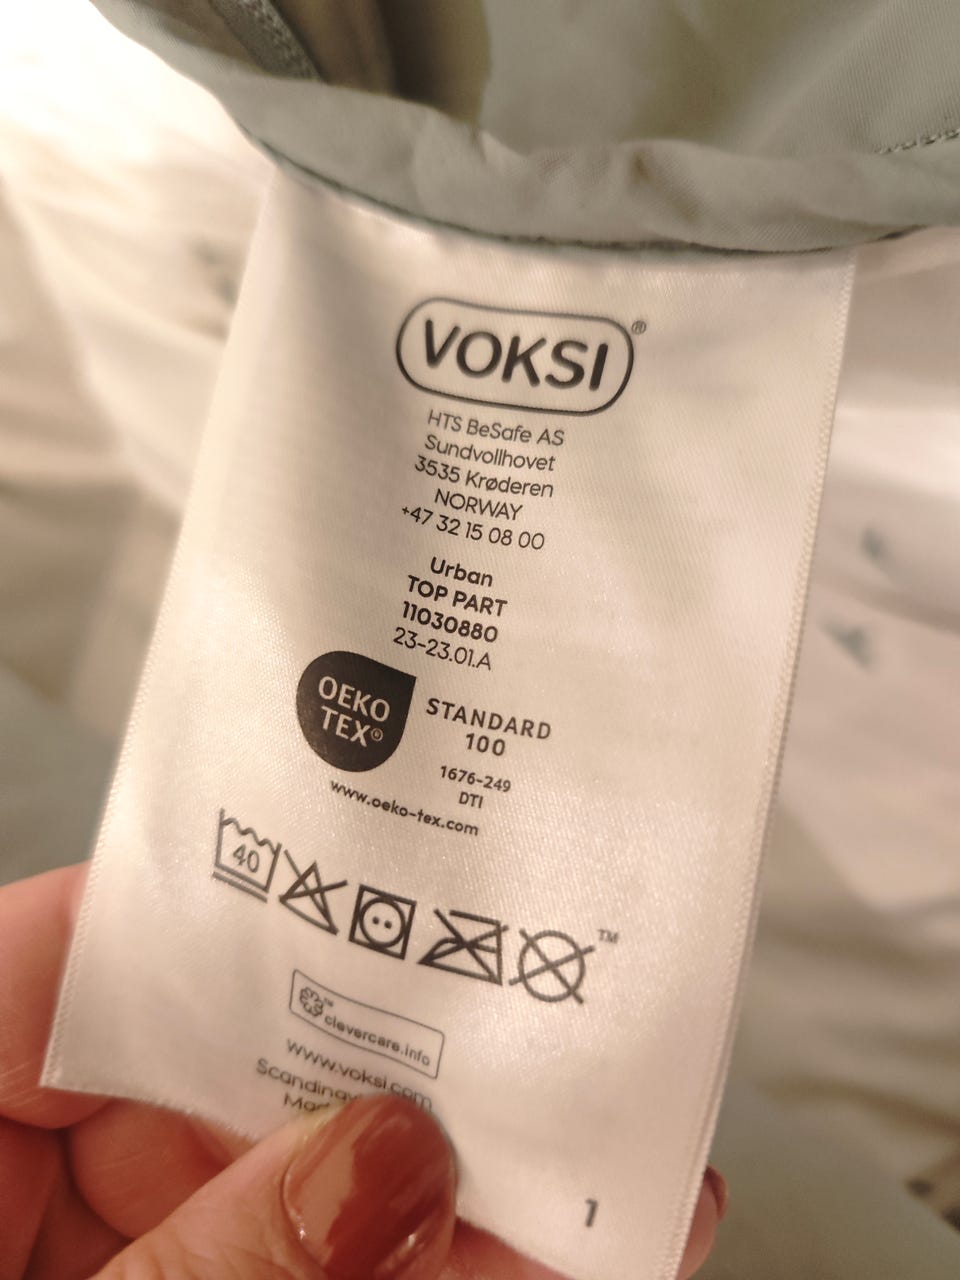 VOKSI®
HTS BeSafe AS
Sundvollhovet
3535 Krøderen
NORWAY
+47 32 15 08 00
Urban
TOP PART
11030880
23-23.01.A
OEKO
TEX®
STANDARD
100
1676-249
DTI
www.oeko-tex.com
40
™
™
clevercare.info
www.voksi.com
1